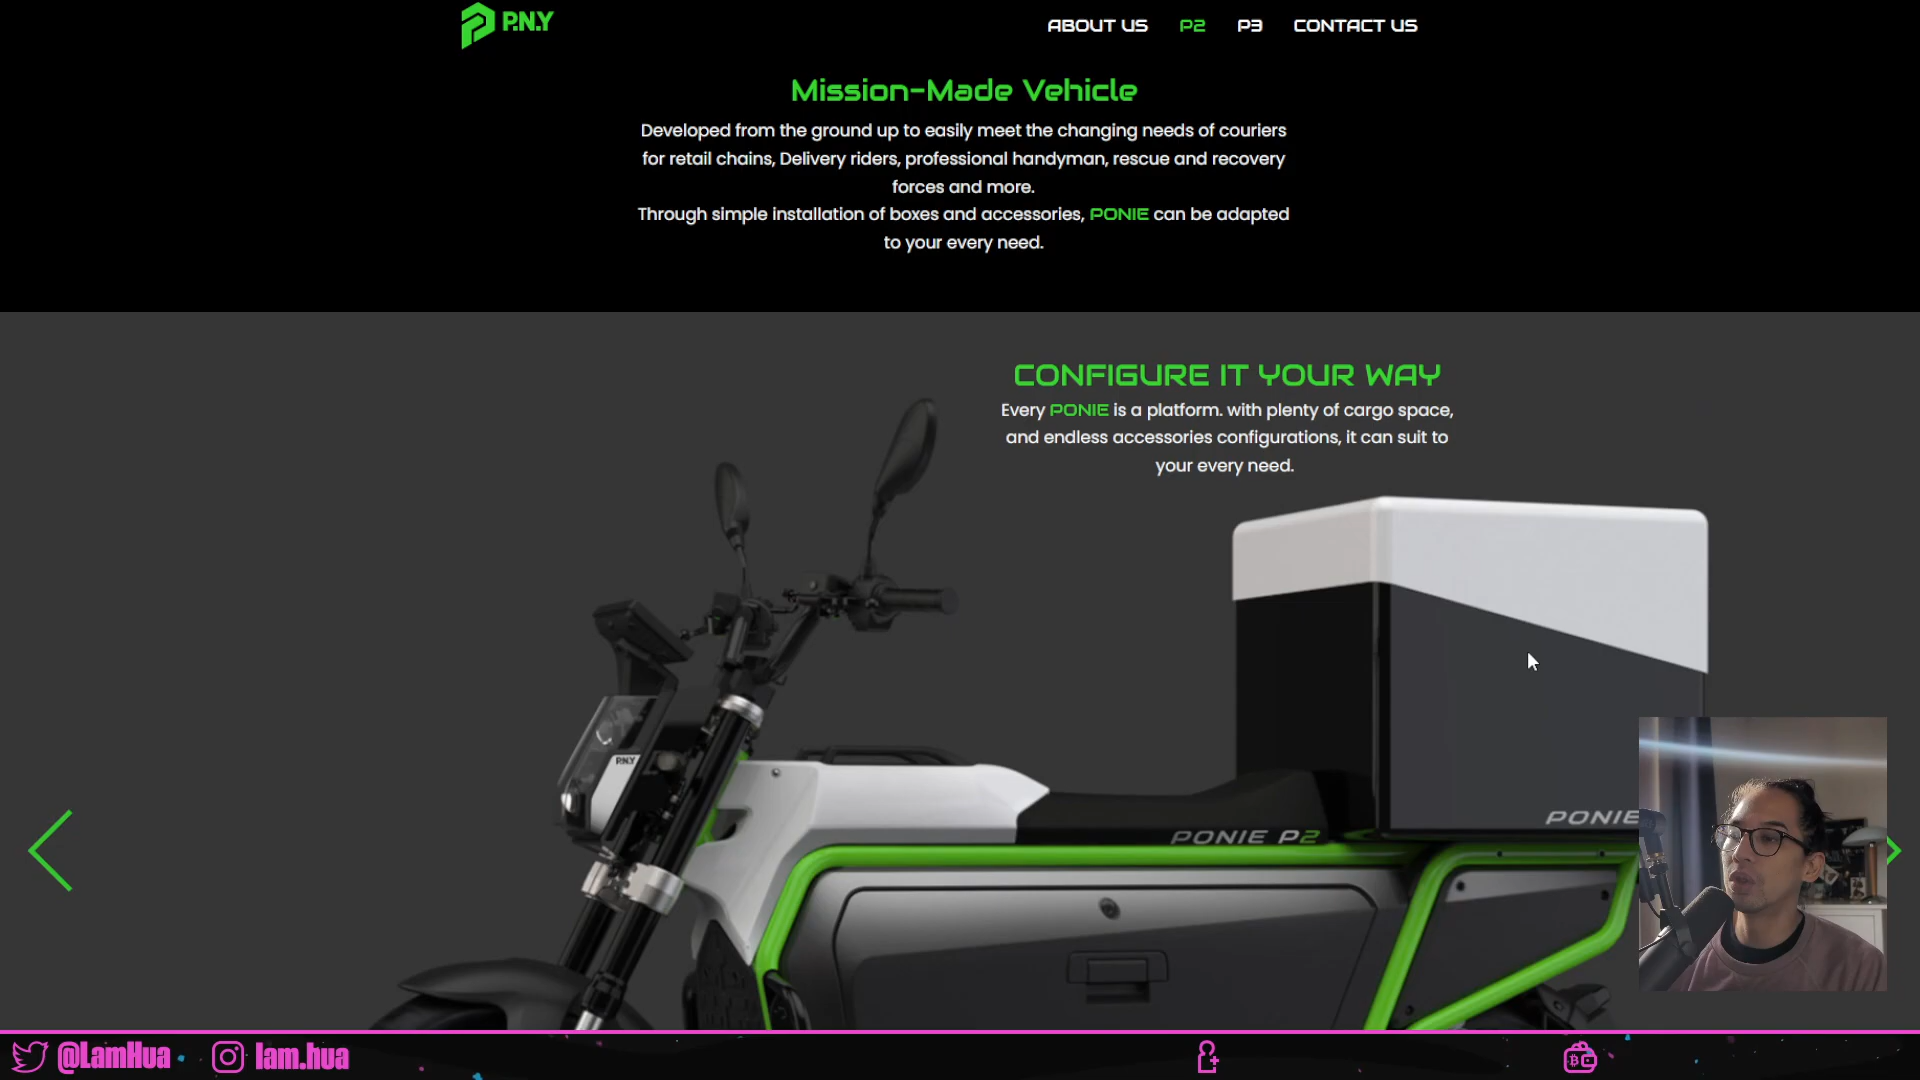 P.N.Y
ABOUT US P2 P3 CONTACT US
Mission-Made Vehicle
Developed from the ground up to easily meet the changing needs of couriers
for retail chains, Delivery riders, professional handyman, rescue and recovery
forces and more.
Through simple installation of boxes and accessories, PONIE can be adapted
to your every need.
CONFIGURE IT YOUR WAY
Every PONIE is a platform. with plenty of cargo space,
and endless accessories configurations, it can suit to
your every need.
P.N.Y
PONIE
PONIE P2
@LamHua lam.hua